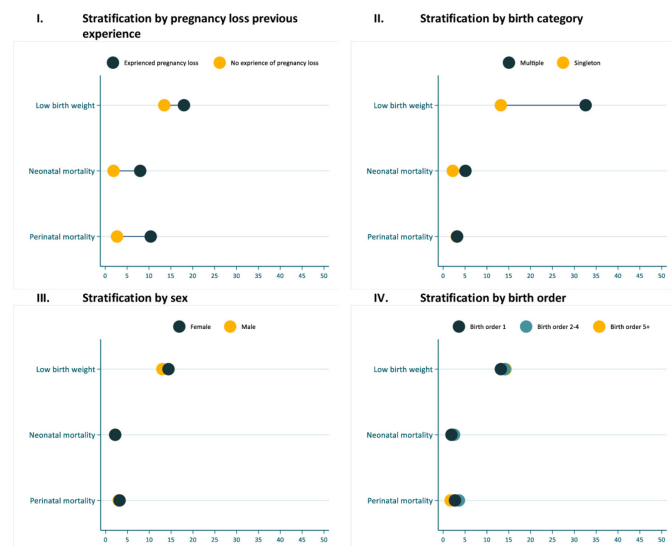 I. Stratification by pregnancy loss previous
experience
Exprienced pregnancy loss No exprience of pregnancy loss
Low birth weight
Neonatal mortality
Perinatal mortality
0 5 10 15 20 25 30 35 40 45 50
II. Stratification by birth category
Multiple Singleton
Low birth weight
Neonatal mortality
Perinatal mortality
0 5 10 15 20 25 30 35 40 45 50
III. Stratification by sex
Female Male
Low birth weight
Neonatal mortality
Perinatal mortality
0 5 10 15 20 25 30 35 40 45 50
IV. Stratification by birth order
Birth order 1 Birth order 2-4 Birth order 5+
Low birth weight
Neonatal mortality
Perinatal mortality
0 5 10 15 20 25 30 35 40 45 50